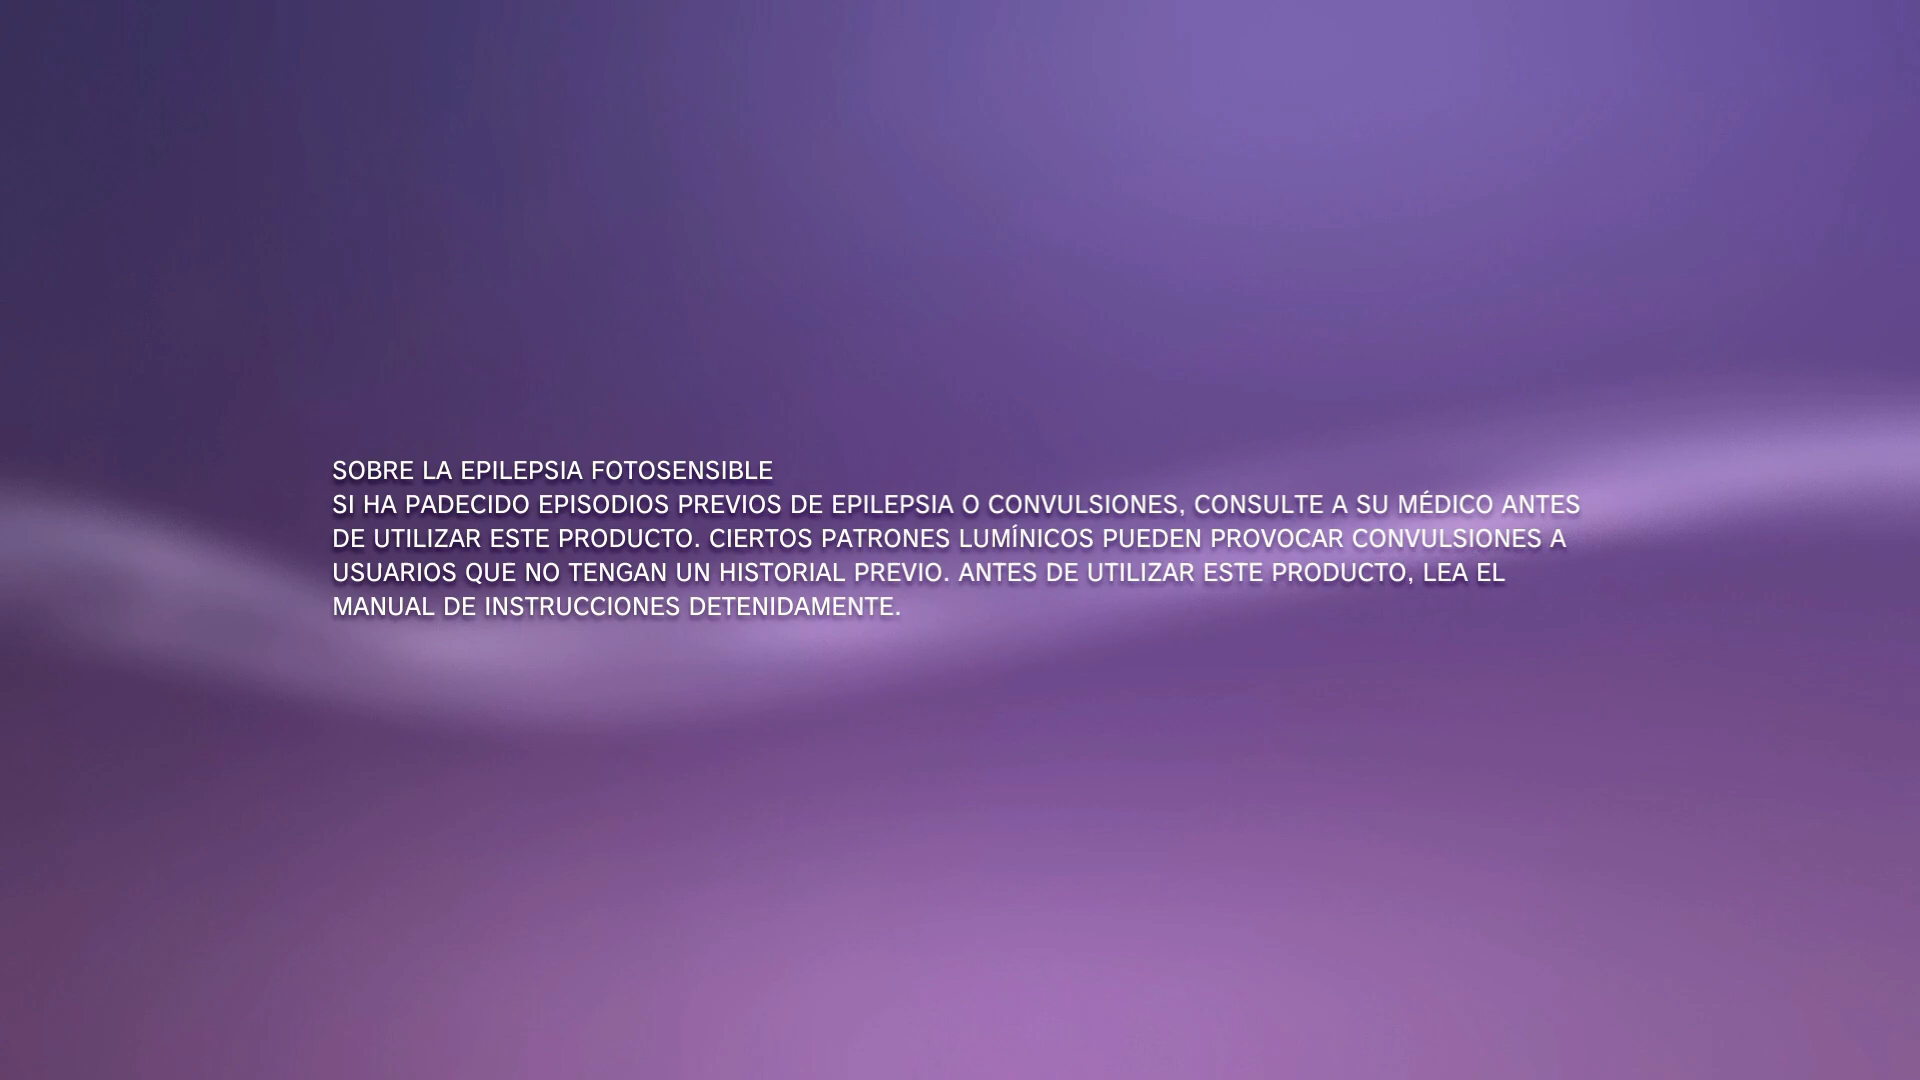 SOBRE LA EPILEPSIA FOTOSENSIBLE
SI HA PADECIDO EPISODIOS PREVIOS DE EPILEPSIA O CONVULSIONES, CONSULTE A SU MÉDICO ANTES
DE UTILIZAR ESTE PRODUCTO. CIERTOS PATRONES LUMÍNICOS PUEDEN PROVOCAR CONVULSIONES A
USUARIOS QUE NO TENGAN UN HISTORIAL PREVIO. ANTES DE UTILIZAR ESTE PRODUCTO, LEA EL
MANUAL DE INSTRUCCIONES DETENIDAMENTE.